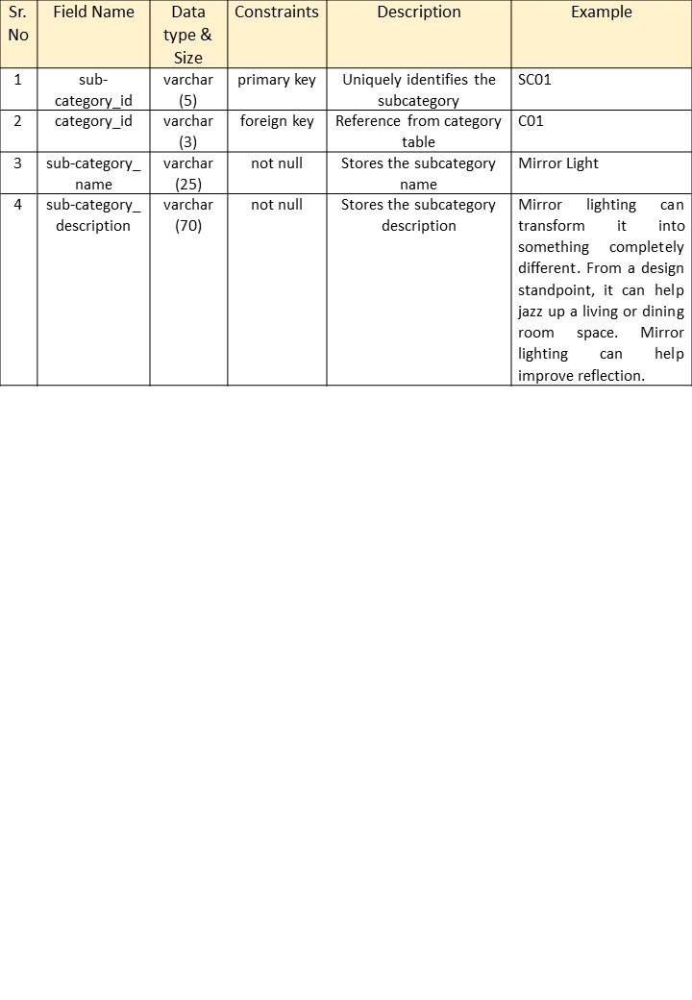 Sr. No
Field Name
Data type & Size
Constraints
Description
Example
1
sub-
category_id
varchar
(5)
primary key
Uniquely identifies the
subcategory
SC01
2
category_id
varchar
(3)
foreign key
Reference from category
table
C01
3
sub-category_
name
varchar
(25)
not null
Stores the subcategory
name
Mirror Light
4
sub-category_
description
varchar
(70)
not null
Stores the subcategory
description
Mirror lighting can
transform it into
something completely
different. From a design
standpoint, it can help
jazz up a living or dining
room space. Mirror
lighting can help
improve reflection.